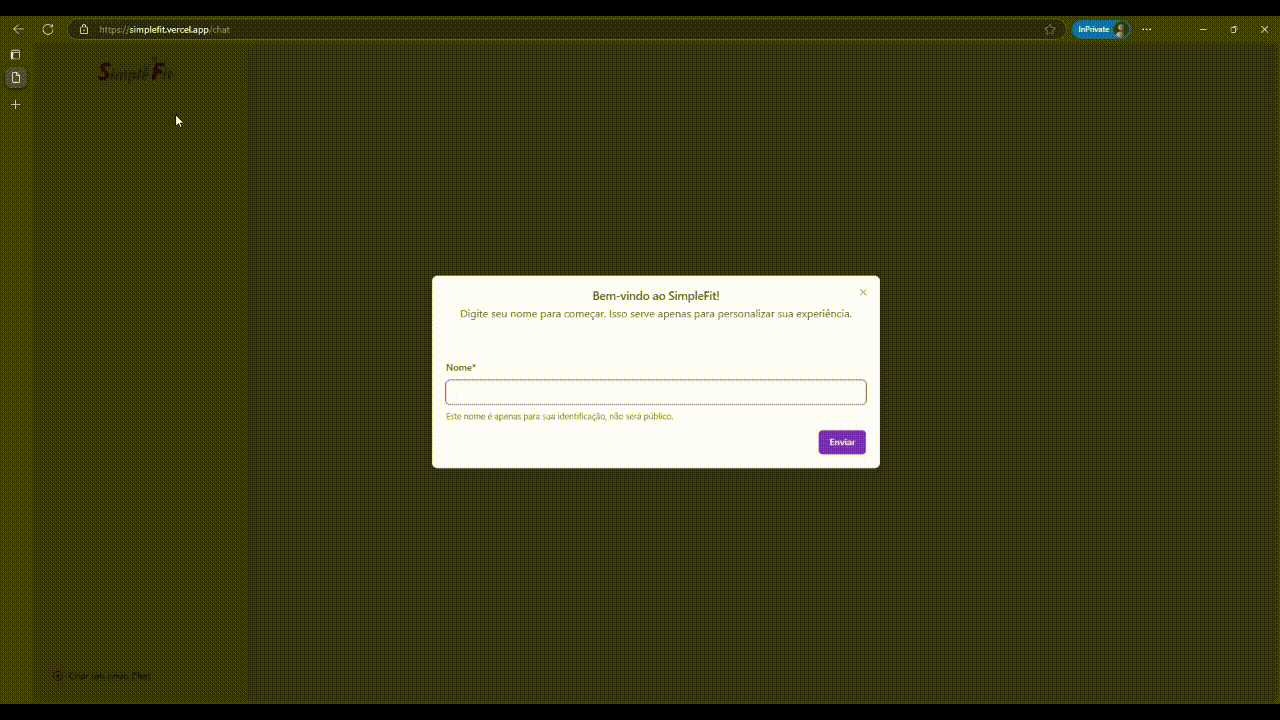 https://simplefit.vercel.app/chat
InPrivate
SimpleFit
Bem-vindo ao SimpleFit!
Digite seu nome para começar. Isso serve apenas para personalizar sua experiência.
Nome*
Este nome é apenas para sua identificação, não será público.
Enviar
Criar um novo Chat